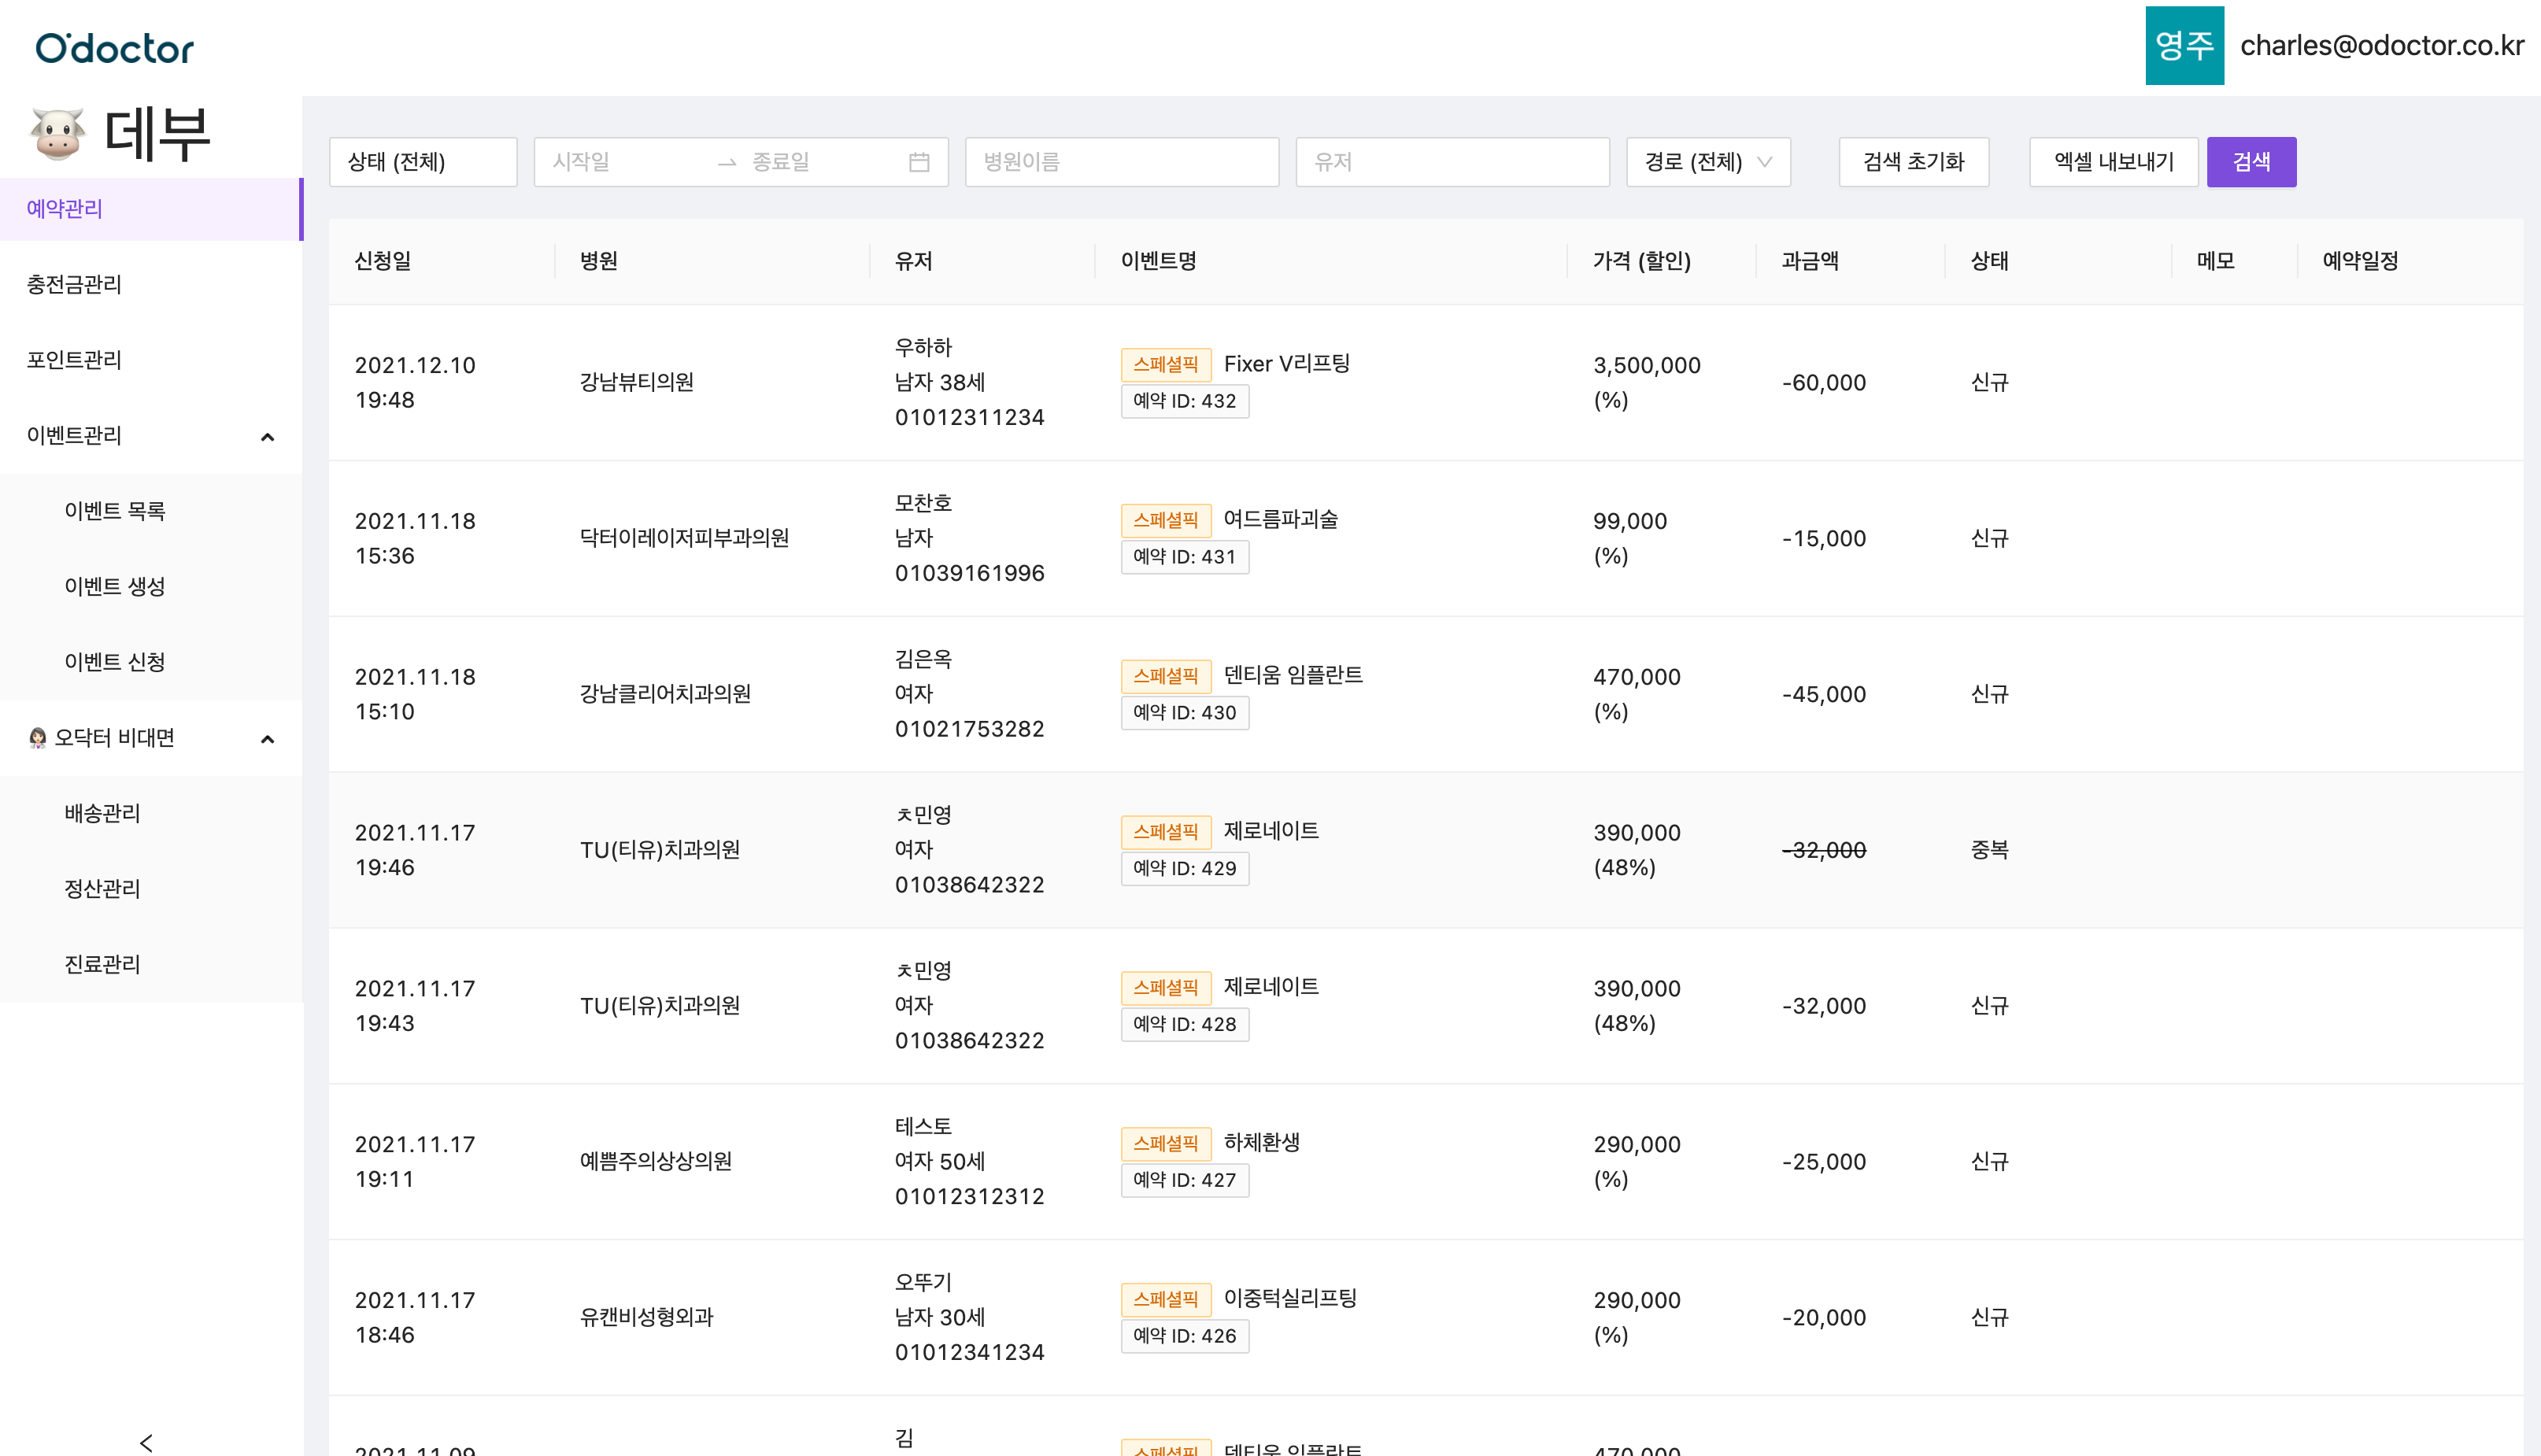 O'doctor
영주 charles@odoctor.co.kr
데부
예약관리
충전금관리
포인트관리
이벤트관리
이벤트 목록
이벤트 생성
이벤트 신청
오닥터 비대면
배송관리
정산관리
진료관리
상태 (전체) 시작일 → 종료일 병원이름 유저 경로 (전체) 검색 초기화 엑셀 내보내기 검색
신청일 병원 유저 이벤트명 가격 (할인) 과금액 상태 메모 예약일정
2021.12.10
19:48
강남뷰티의원
우하하
남자 38세
01012311234
스페셜픽 Fixer V리프팅
예약 ID: 432
3,500,000
(%)
-60,000
신규
2021.11.18
15:36
닥터이레이저피부과의원
모찬호
남자
01039161996
스페셜픽 여드름파괴술
예약 ID: 431
99,000
(%)
-15,000
신규
2021.11.18
15:10
강남클리어치과의원
김은옥
여자
01021753282
스페셜픽 덴티움 임플란트
예약 ID: 430
470,000
(%)
-45,000
신규
2021.11.17
19:46
TU(티유)치과의원
ㅊ민영
여자
01038642322
스페셜픽 제로네이트
예약 ID: 429
390,000
(48%)
-32,000
중복
2021.11.17
19:43
TU(티유)치과의원
ㅊ민영
여자
01038642322
스페셜픽 제로네이트
예약 ID: 428
390,000
(48%)
-32,000
신규
2021.11.17
19:11
예쁨주의상상의원
테스토
여자 50세
01012312312
스페셜픽 하체환생
예약 ID: 427
290,000
(%)
-25,000
신규
2021.11.17
18:46
유캔비성형외과
오뚜기
남자 30세
01012341234
스페셜픽 이중턱실리프팅
예약 ID: 426
290,000
(%)
-20,000
신규
2021.11.09
김
스페셜픽 덴티움 임플란트
470,000